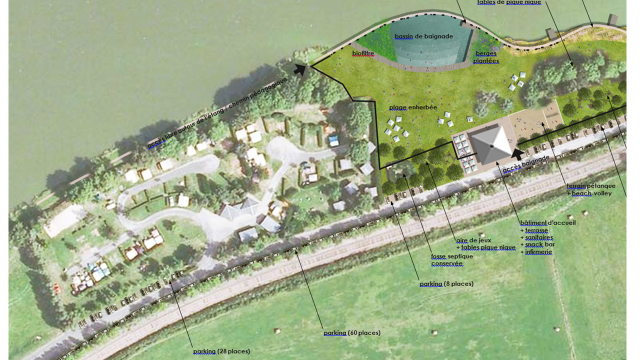 tables de pique nique
bassin de baignade
biofiltre
berges
plantées
plage enherbée
accès baignade
terrain pétanque
+ beach volley
bâtiment d'accueil
+ terrasse
+ sanitaires
+ snack bar
+ infirmerie
aire de jeux
+ tables pique nique
fosse septique
conservée
parking (8 places)
parking (60 places)
parking (28 places)